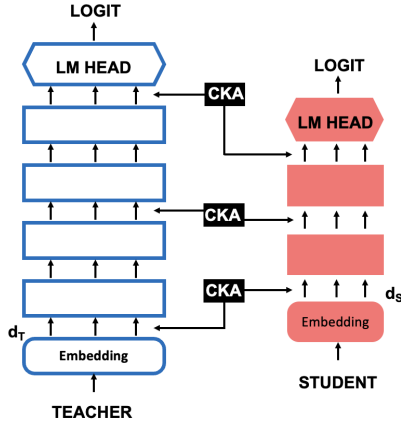 LOGIT
LM HEAD
CKA
LOGIT
LM HEAD
CKA
CKA
d_T
d_S
Embedding
Embedding
TEACHER
STUDENT